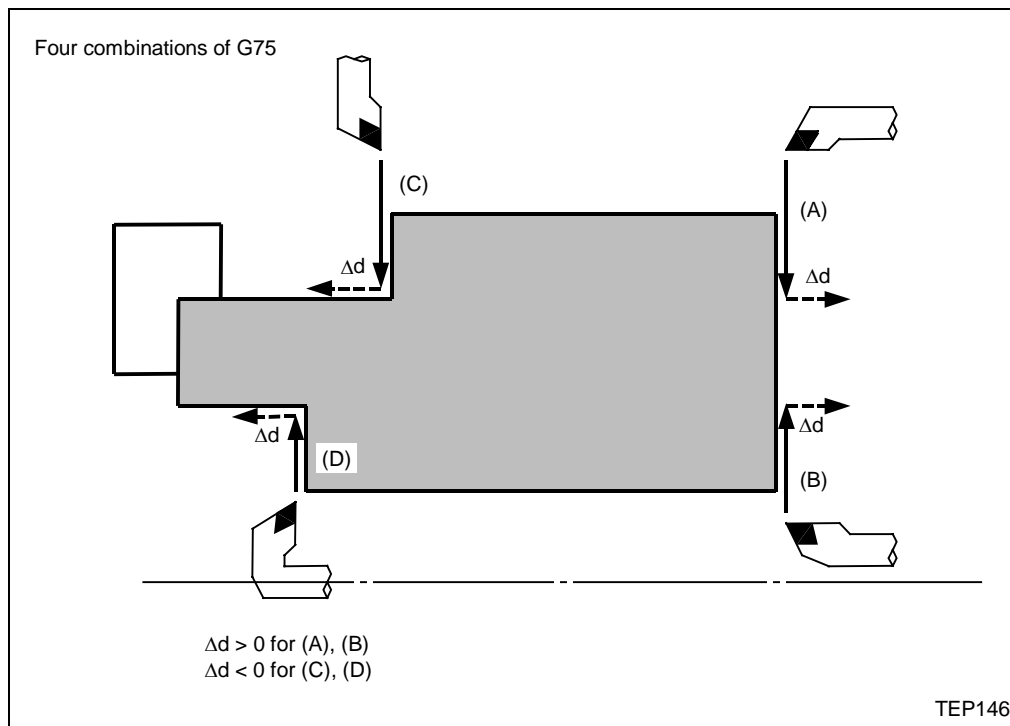 Four combinations of G75
(C)
(A)
Δd
Δd
Δd
Δd
(D)
(B)
Δd > 0 for (A), (B)
Δd < 0 for (C), (D)
TEP146